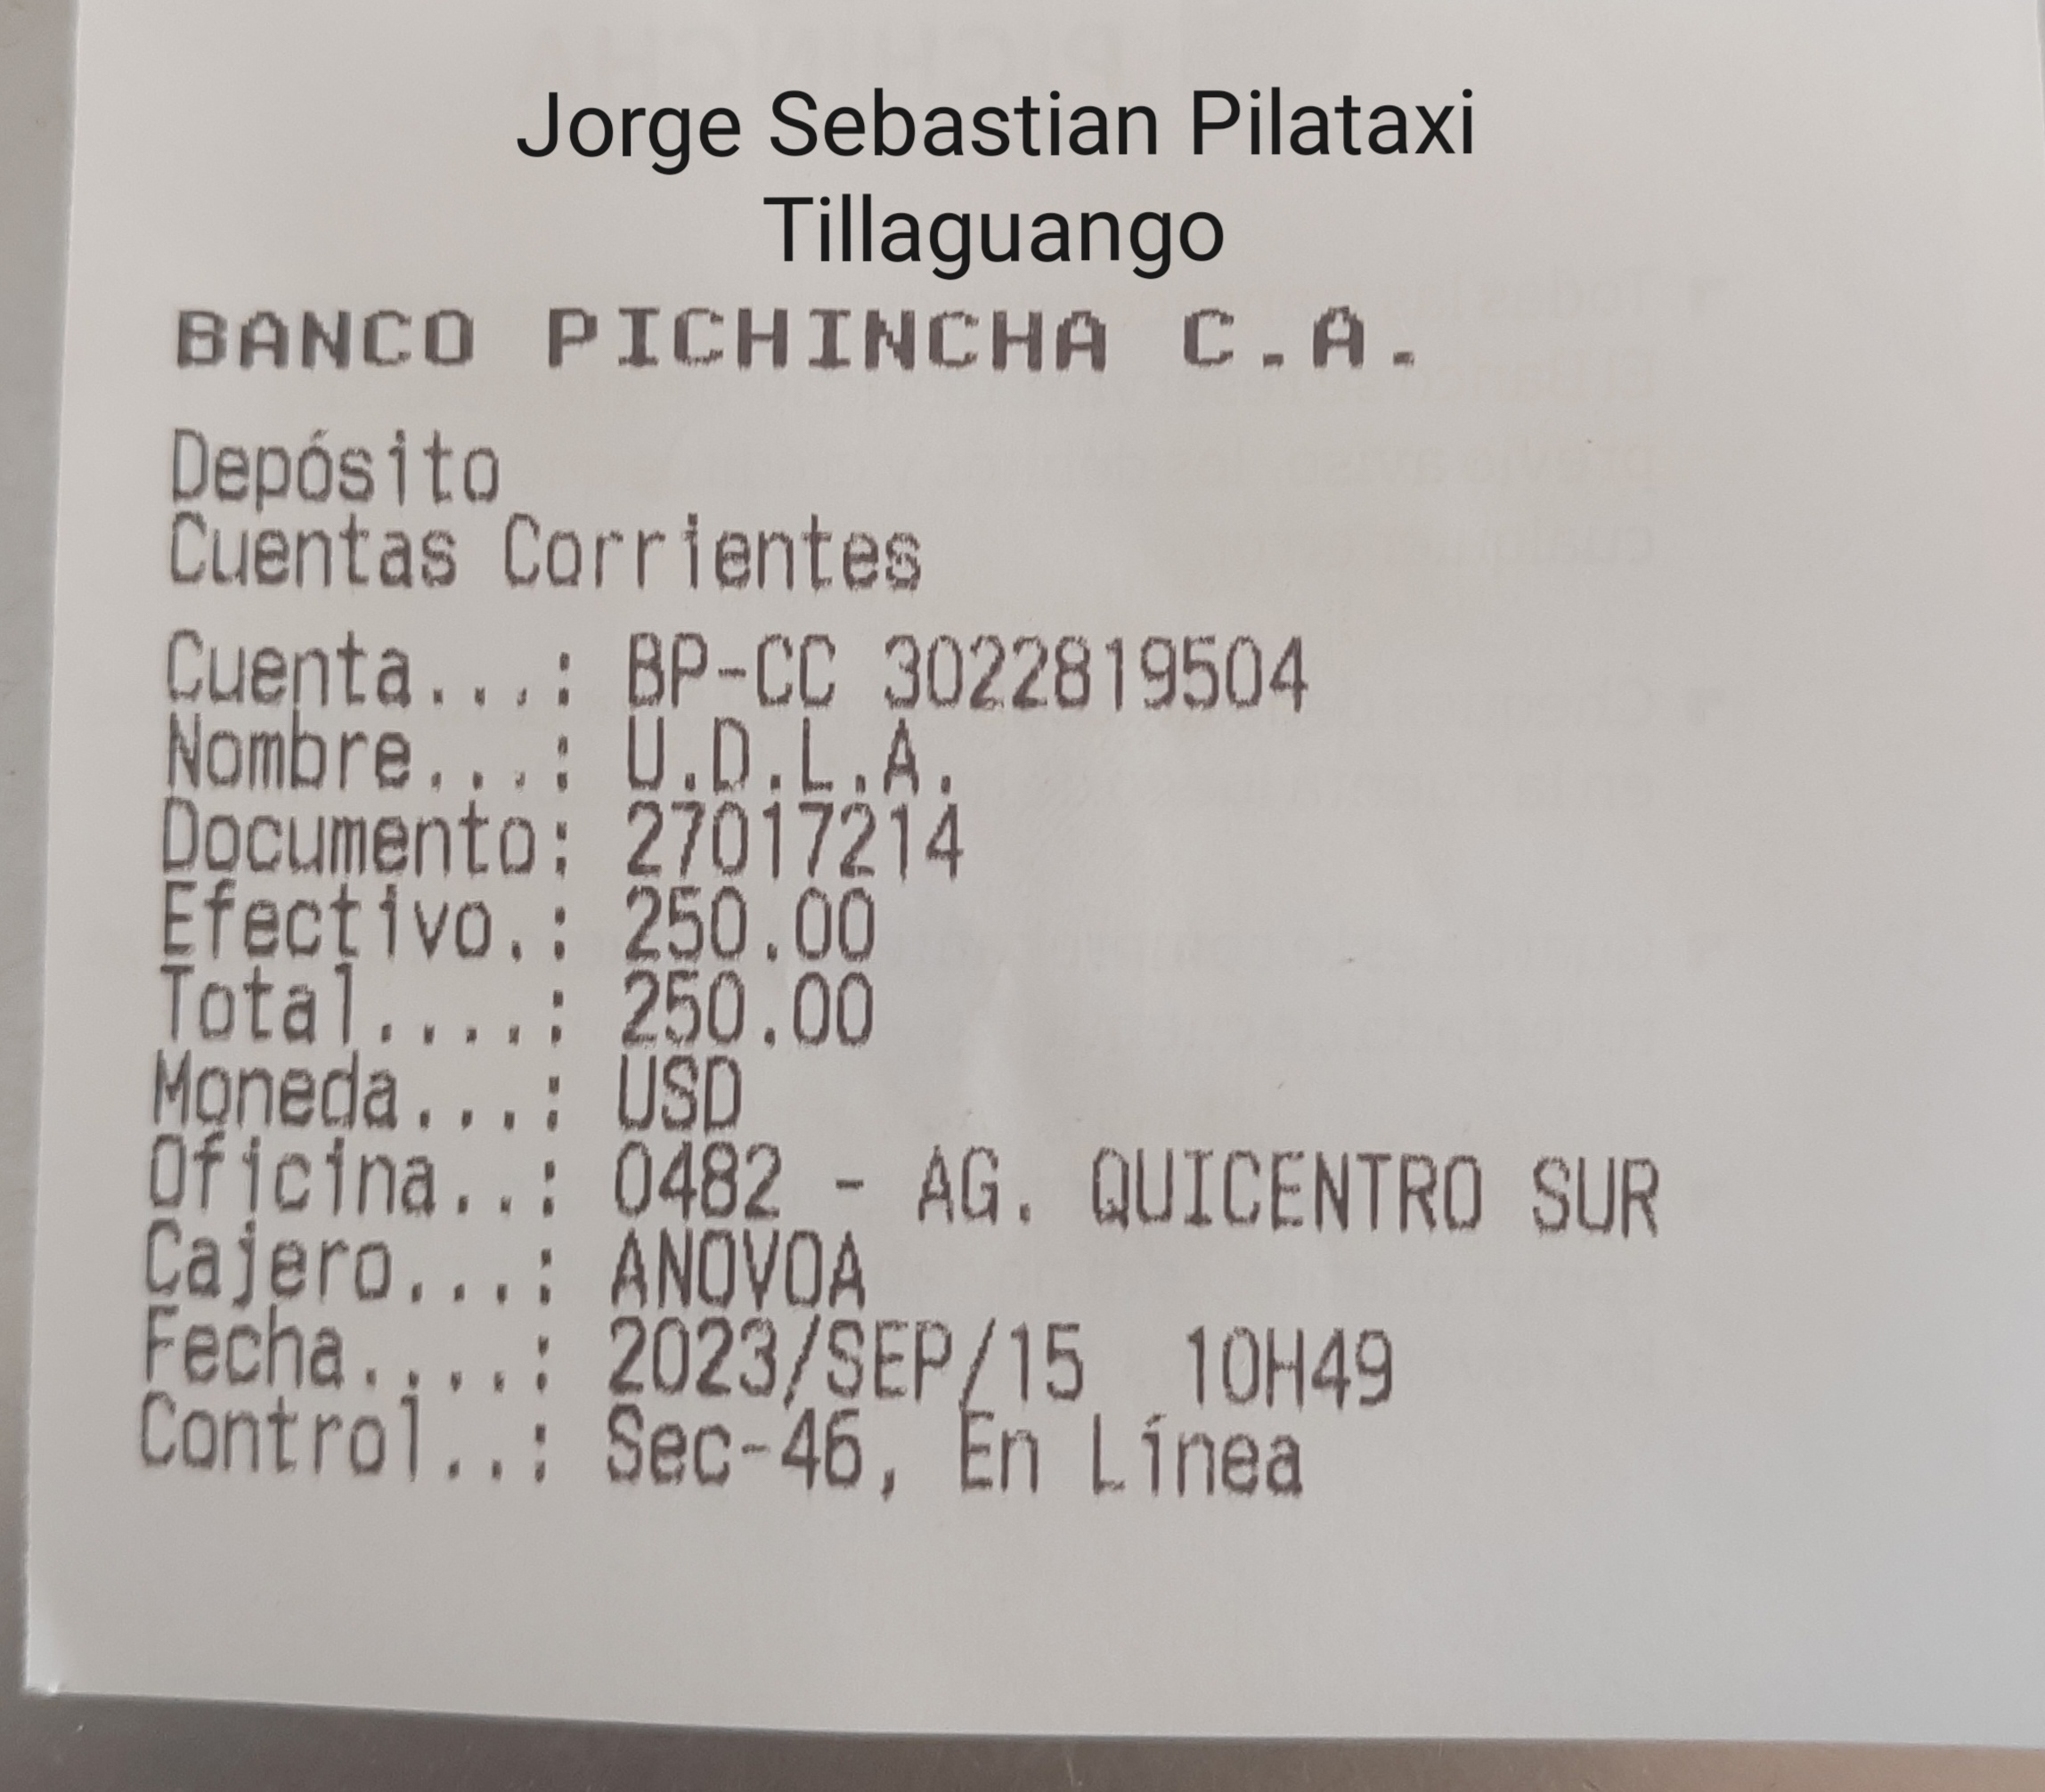 Jorge Sebastian Pilataxi
Tillaguango
BANCO PICHINCHA C.A.
Depósito
Cuentas Corrientes
Cuenta...: BP-CC 3022819504
Nombre...: U.D.L.A.
Documento: 27017214
Efectivo.: 250.00
Total....: 250.00
Moneda...: USD
Oficina..: 0482 - AG. QUICENTRO SUR
Cajero...: ANOVOA
Fecha....: 2023/SEP/15 10H49
Control..: Sec-46, En Línea